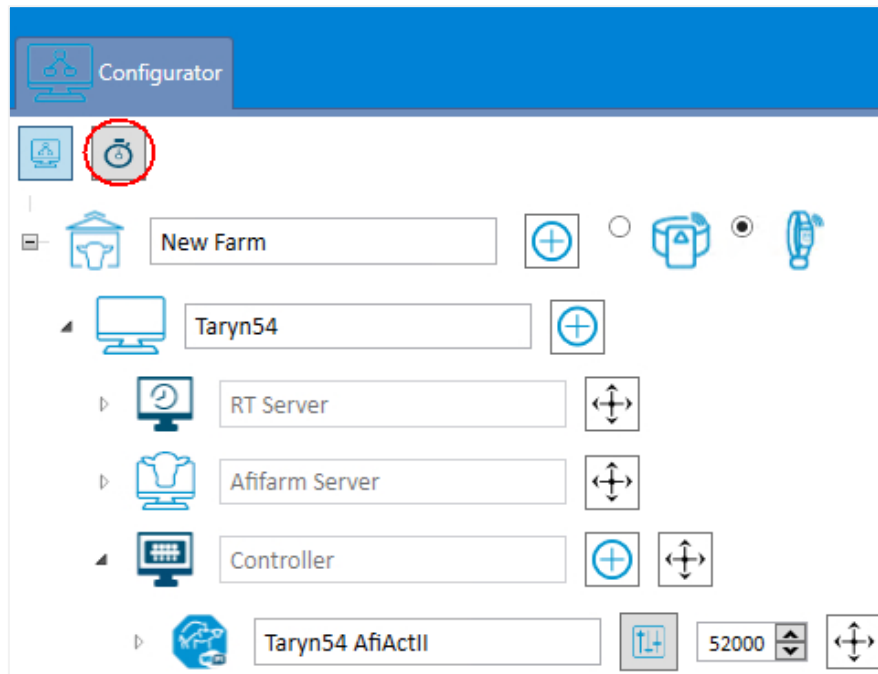 Configurator
New Farm
Taryn54
RT Server
Afifarm Server
Controller
Taryn54 AfiActII 52000